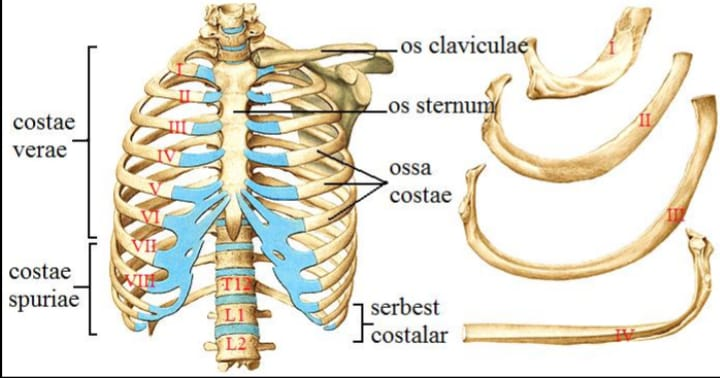 os claviculae
os sternum
ossa
costae
serbest
costalar
costae
verae
costae
spuriae
I
II
III
IV
V
VI
VII
VIII
T12
L1
L2
I
II
III
IV